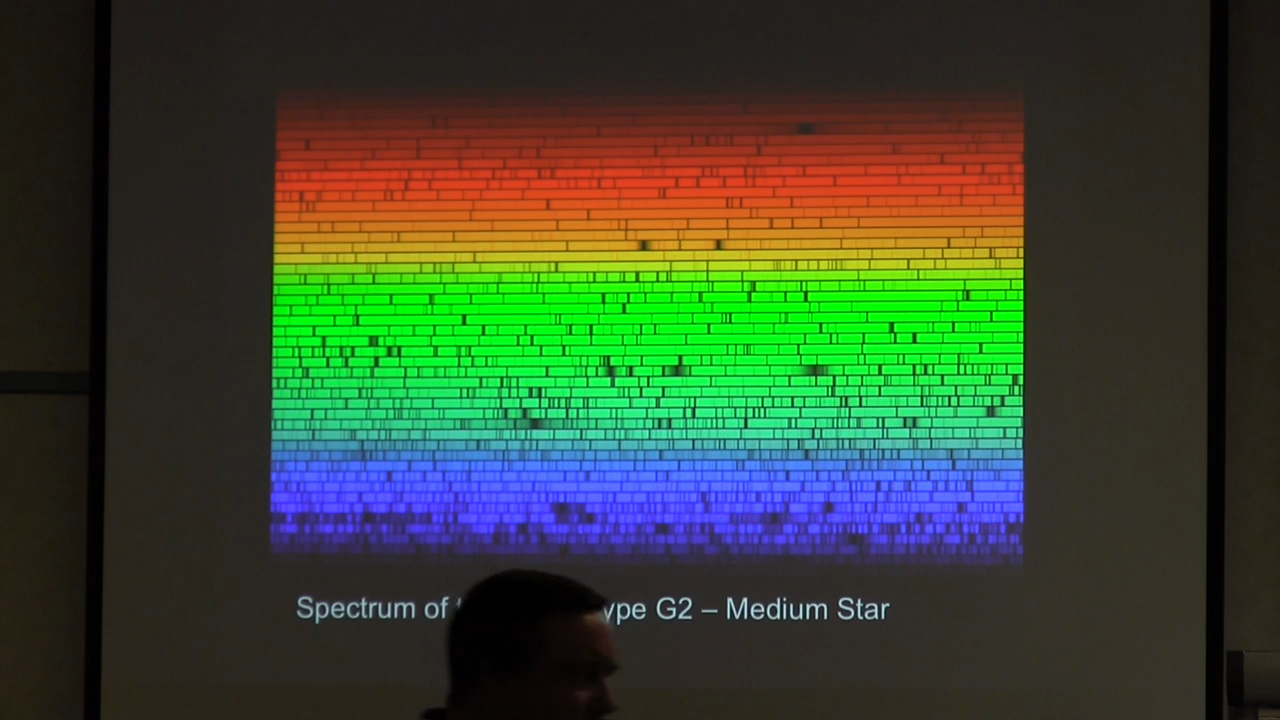 Spectrum of ype G2 – Medium Star